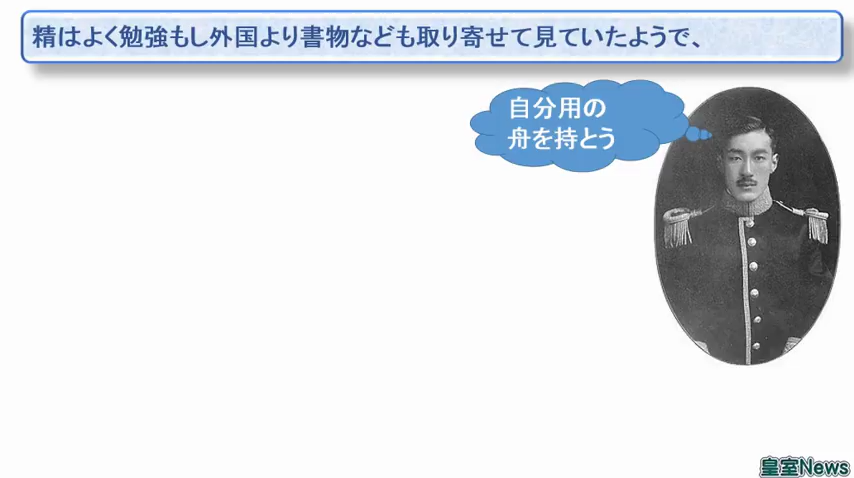 精はよく勉強もし外国より書物なども取り寄せて見ていたようで、
自分用の
舟を持とう
皇室News